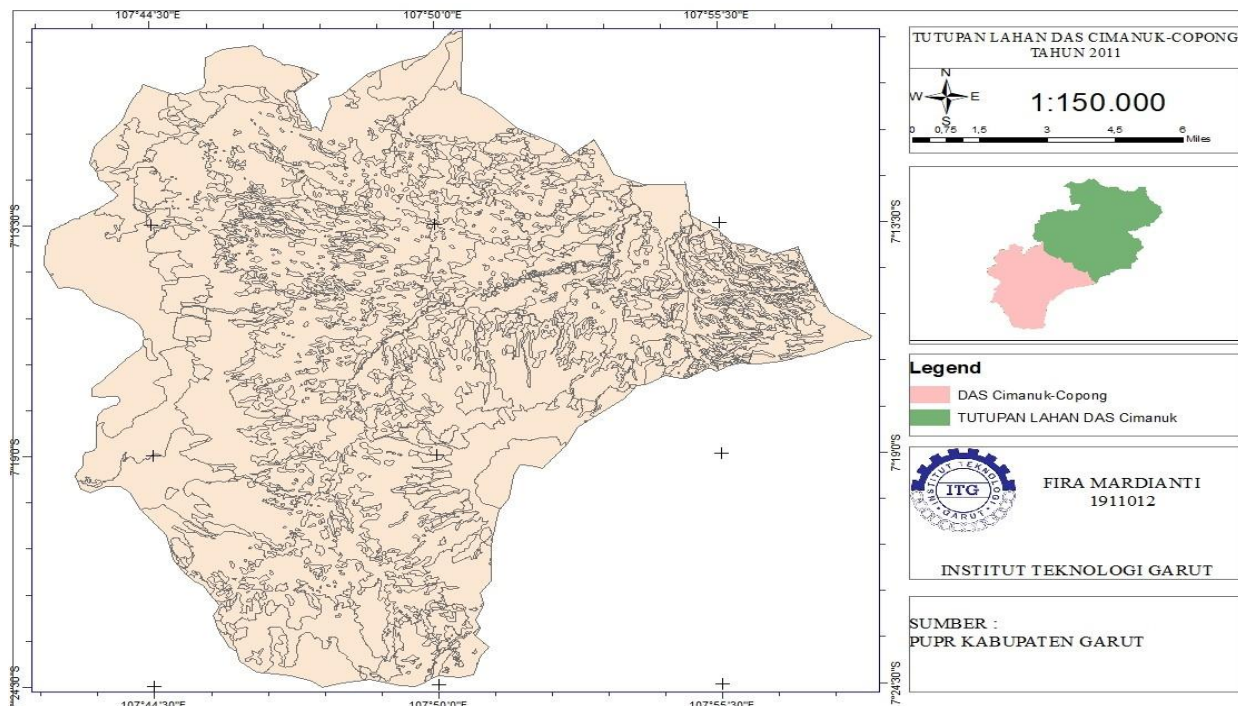 107°44'30"E
107°50'0"E
107°55'30"E
7°13'30"S
7°19'0"S
7°24'30"S
107°44'30"E
107°50'0"E
107°55'30"E
7°13'30"S
7°19'0"S
7°24'30"S
TUTUPAN LAHAN DAS CIMANUK-COPONG
TAHUN 2011
N
W E
S
1:150.000
0 0,75 1,5 3 4,5 6
Miles
Legend
DAS Cimanuk-Copong
TUTUPAN LAHAN DAS Cimanuk
INSTITUT TEKNOLOGI
ITG
GARUT
FIRA MARDIANTI
1911012
INSTITUT TEKNOLOGI GARUT
SUMBER :
PUPR KABUPATEN GARUT